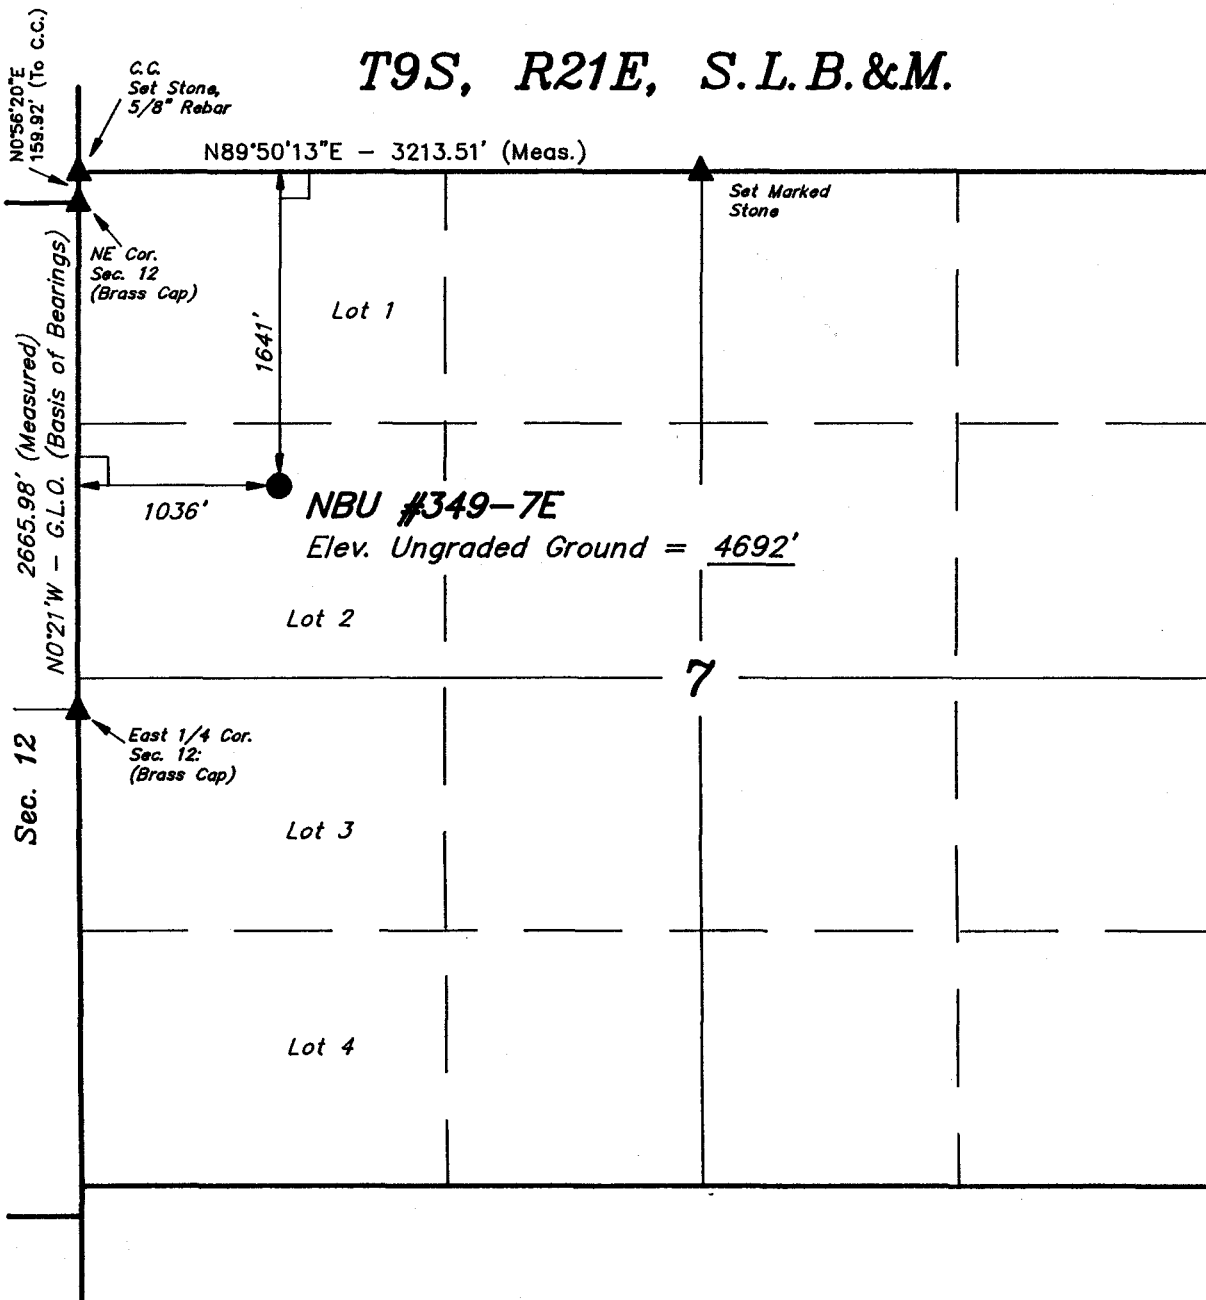 T9S, R21E, S.L.B.&M.
N0°56'20"E
159.92' (To C.C.)
C.C.
Set Stone,
5/8" Rebar
N89°50'13"E - 3213.51' (Meas.)
Set Marked
Stone
NE Cor.
Sec. 12
(Brass Cap)
Lot 1
1641'
2665.98' (Measured)
N0°21'W - G.L.O. (Basis of Bearings)
1036'
NBU #349-7E
Elev. Ungraded Ground = 4692'
Lot 2
7
East 1/4 Cor.
Sec. 12:
(Brass Cap)
Sec. 12
Lot 3
Lot 4